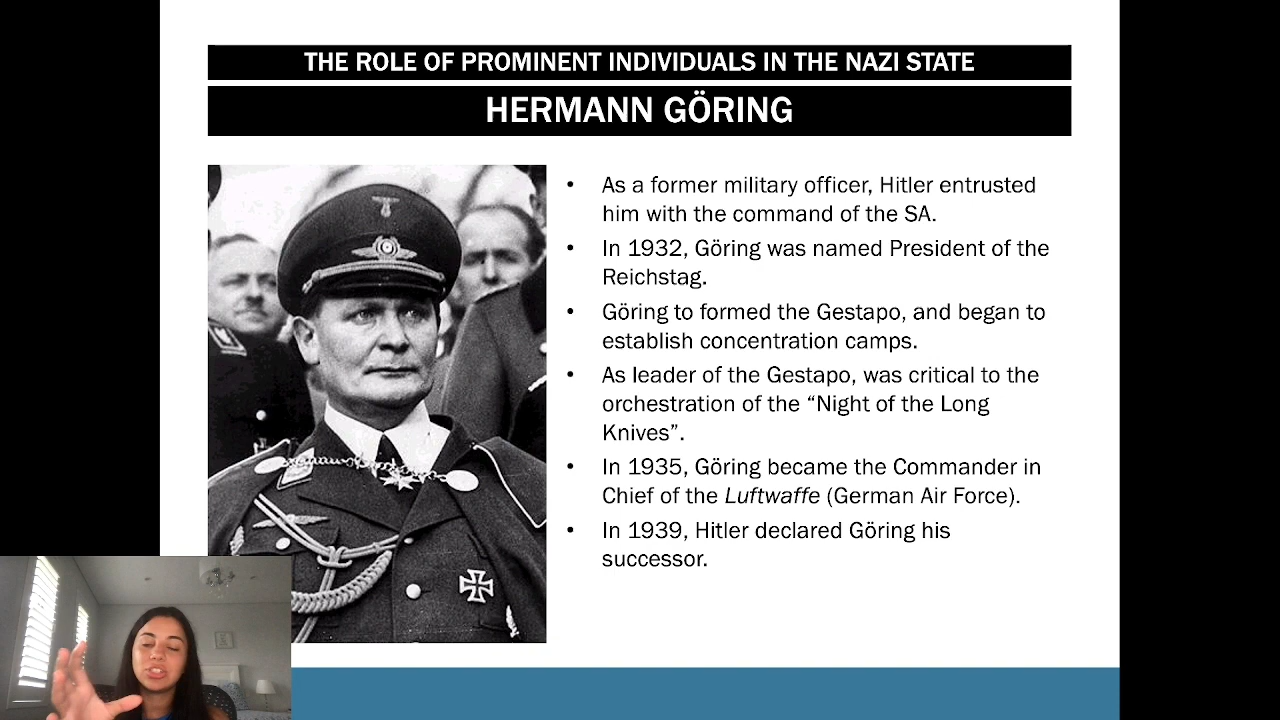 THE ROLE OF PROMINENT INDIVIDUALS IN THE NAZI STATE
HERMANN GÖRING
• As a former military officer, Hitler entrusted
him with the command of the SA.
• In 1932, Göring was named President of the
Reichstag.
• Göring to formed the Gestapo, and began to
establish concentration camps.
• As leader of the Gestapo, was critical to the
orchestration of the “Night of the Long
Knives”.
• In 1935, Göring became the Commander in
Chief of the Luftwaffe (German Air Force).
• In 1939, Hitler declared Göring his
successor.